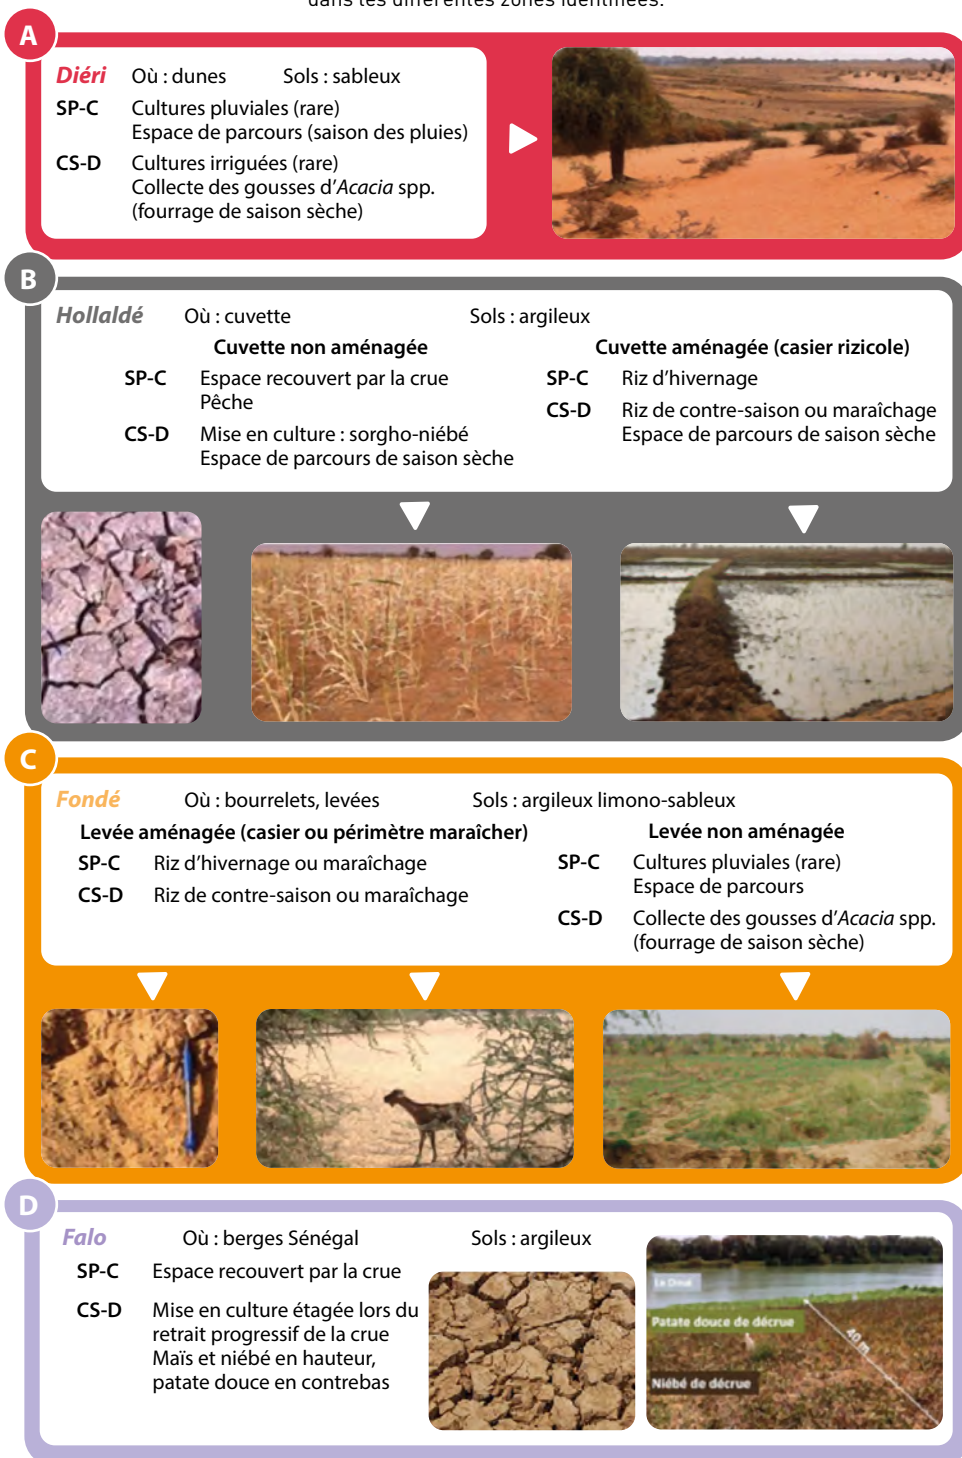 dans les différentes zones identifiées.
A
Diéri Où : dunes Sols : sableux
SP-C Cultures pluviales (rare)
Espace de parcours (saison des pluies)
CS-D Cultures irriguées (rare)
Collecte des gousses d'Acacia spp.
(fourrage de saison sèche)
B
Hollaldé Où : cuvette Sols : argileux
Cuvette non aménagée
SP-C Espace recouvert par la crue
Pêche
CS-D Mise en culture : sorgho-niébé
Espace de parcours de saison sèche
Cuvette aménagée (casier rizicole)
SP-C Riz d'hivernage
CS-D Riz de contre-saison ou maraîchage
Espace de parcours de saison sèche
C
Fondé Où : bourrelets, levées Sols : argileux limono-sableux
Levée aménagée (casier ou périmètre maraîcher)
SP-C Riz d'hivernage ou maraîchage
CS-D Riz de contre-saison ou maraîchage
Levée non aménagée
SP-C Cultures pluviales (rare)
Espace de parcours
CS-D Collecte des gousses d'Acacia spp.
(fourrage de saison sèche)
D
Falo Où : berges Sénégal Sols : argileux
SP-C Espace recouvert par la crue
CS-D Mise en culture étagée lors du
retrait progressif de la crue
Maïs et niébé en hauteur,
patate douce en contrebas
Le Doué
Patate douce de décrue
40 m
Niébé de décrue